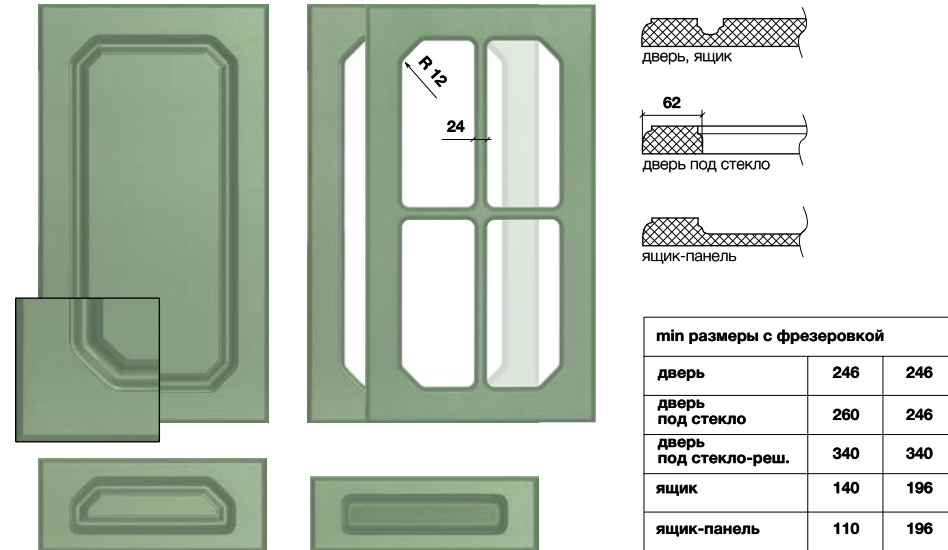 R 12
24
дверь, ящик
62
дверь под стекло
ящик-панель
min размеры с фрезеровкой
дверь 246 246
дверь
под стекло 260 246
дверь
под стекло-реш. 340 340
ящик 140 196
ящик-панель 110 196